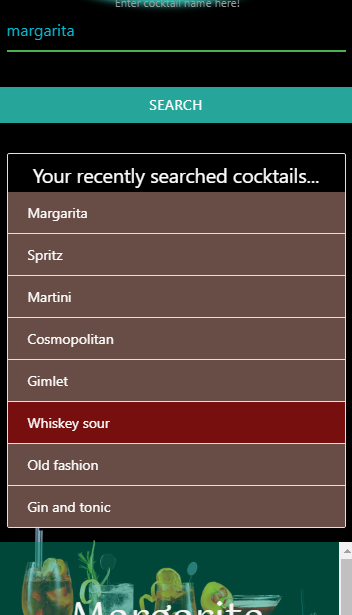 Enter cocktail name here!
margarita
SEARCH
Your recently searched cocktails...
Margarita
Spritz
Martini
Cosmopolitan
Gimlet
Whiskey sour
Old fashion
Gin and tonic
Margarita